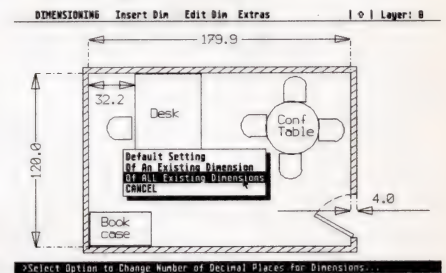 DIMENSIONING Insert Dim Edit Dim Extras | ⇧ | Layer: 0
179.9
32.2
Desk
Conf
Table
120.0
Default Setting
Of An Existing Dimension
Of ALL Existing Dimensions
CANCEL
4.0
Book
case
>Select Option to Change Number of Decimal Places for Dimensions...